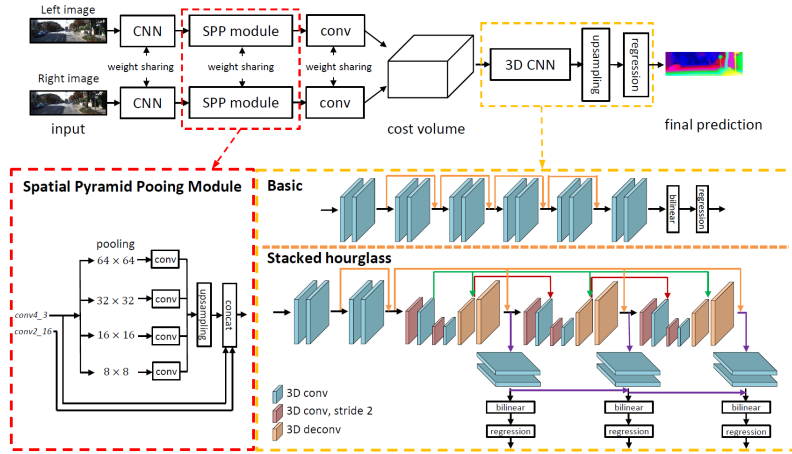 Left image
CNN
SPP module
conv
weight sharing
weight sharing
weight sharing
Right image
CNN
SPP module
conv
input
cost volume
3D CNN
upsampling
regression
final prediction
Spatial Pyramid Pooing Module
pooling
64 × 64
conv
32 × 32
conv
16 × 16
conv
8 × 8
conv
conv4_3
conv2_16
upsampling
concat
Basic
bilinear
regression
Stacked hourglass
3D conv
3D conv, stride 2
3D deconv
bilinear
bilinear
bilinear
regression
regression
regression